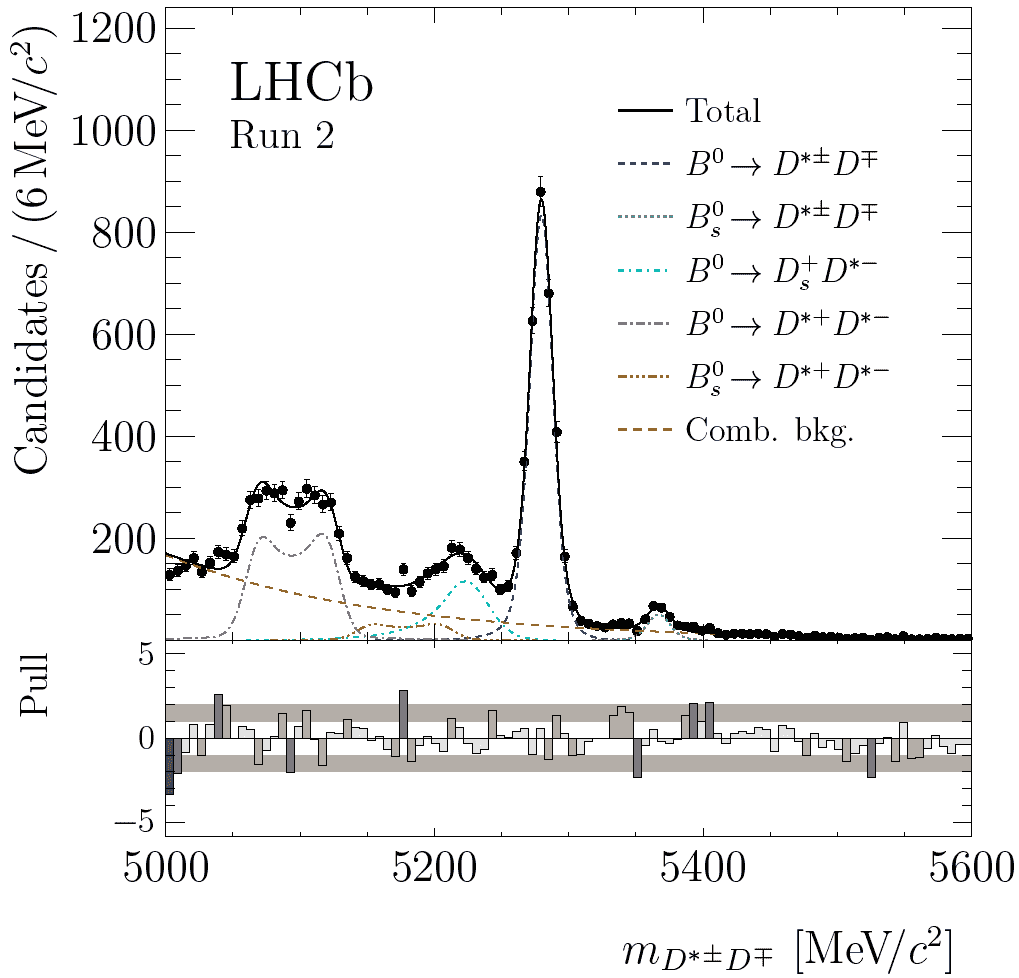 1200
1000
800
600
400
200
Candidates / (6 MeV/c²)
LHCb
Run 2
Total
B⁰ → D*± D∓
B⁰ₛ → D*± D∓
B⁰ → D⁺ₛ D*⁻
B⁰ → D*⁺ D*⁻
B⁰ₛ → D*⁺ D*⁻
Comb. bkg.
Pull
5
0
−5
5000 5200 5400 5600
m_{D*± D∓} [MeV/c²]